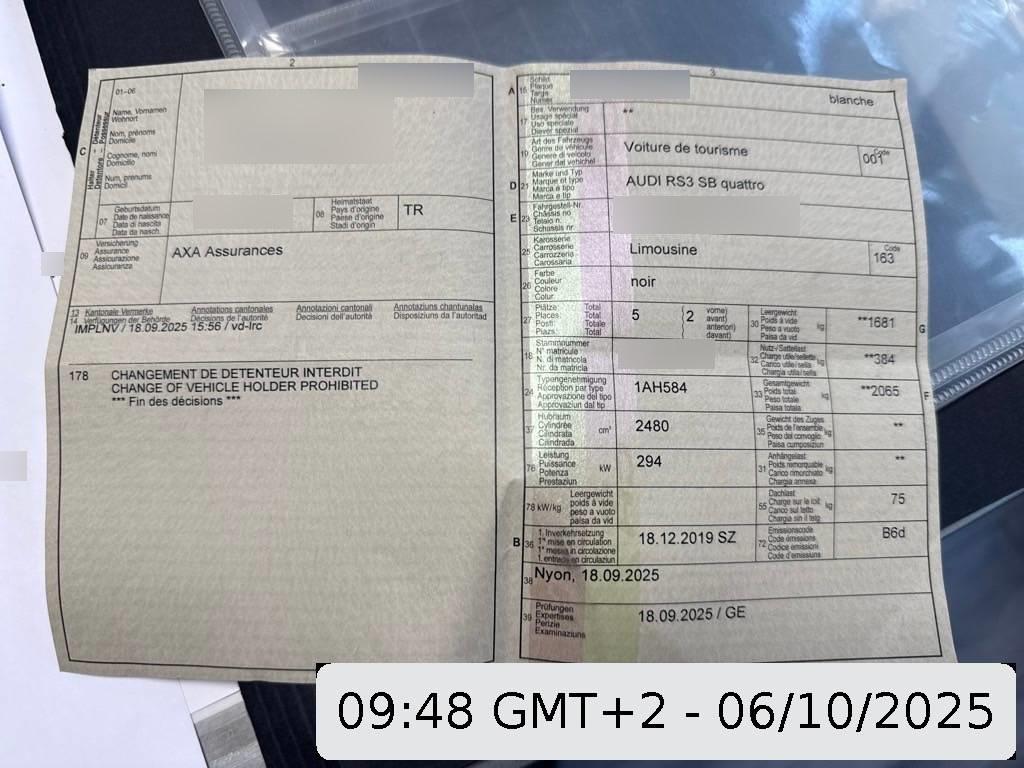 2
01–06
C
Halter Detenteur - Détenteur Possessur
Name, Vornamen
Wohnort
Nom, prénoms
Domicile
Cognome, nomi
Domicilio
Num, prenums
Domicil
07
Geburtsdatum
Date de naissance
Data di nascita
Data da nasch.
08
Heimatstaat
Pays d'origine
Paese d'origine
Stadi d'origin
TR
09
Versicherung
Assurance
Assicurazione
Assicuranza
AXA Assurances
13 Kantonale Vermerke Annotations cantonales Annotazioni cantonali Annotaziuns chantunalas
14 Verfügungen der Behörde Décisions de l'autorité Decisioni dell'autorità Disposiziuns da l'autoritad
IMPLNV / 18.09.2025 15:56 / vd-lrc
178 CHANGEMENT DE DETENTEUR INTERDIT
CHANGE OF VEHICLE HOLDER PROHIBITED
*** Fin des décisions ***
3
A
Schild
Plaque
Targa
Numer
blanche
17
Bes. Verwendung
Usage spécial
Uso speciale
Diever spezial
**
19
Art des Fahrzeugs
Genre de véhicule
Genere di veicolo
Gener dal vehichel
Voiture de tourisme
Code
001
D 21
Marke und Typ
Marque et type
Marca e tipo
Marca e tip
AUDI RS3 SB quattro
E 23
Fahrgestell-Nr.
Châssis no
Telaio n.
Schassis nr.
25
Karosserie
Carrosserie
Carrozzeria
Carossaria
Limousine
Code
163
26
Farbe
Couleur
Colore
Colur
noir
27
Plätze: Total
Places: Total
Posti: Totale
Plazs: Total
5
2
vorne)
avant)
anteriori)
davant)
30
Leergewicht
Poids à vide
Peso a vuoto
Paisa da vid
kg
**1681
G
18
Stammnummer
N° matricule
N. di matricola
Nr. da matricla
32
Nutz-/Sattellast
Charge utile/sellette
Carico utile/sella
Chargia utila/sella
kg
**384
24
Typengenehmigung
Réception par type
Approvazione del tipo
Approvaziun dal tip
1AH584
33
Gesamtgewicht
Poids total
Peso totale
Paisa totala
kg
**2065
F
37
Hubraum
Cylindrée
Cilindrata
Cilindrada
cm³
2480
35
Gewicht des Zuges
Poids de l'ensemble
Peso del convoglio
Paisa cumposiziun
kg
**
76
Leistung
Puissance
Potenza
Prestaziun
kW
294
31
Anhängelast
Poids remorquable
Carico rimorchiato
Chargia annexa
kg
**
78 kW/kg
Leergewicht
poids à vide
peso a vuoto
paisa da vid
55
Dachlast
Charge sur le toit
Carico sul tetto
Chargia sin il tetg
kg
75
B 36
1. Inverkehrsetzung
1re mise en circulation
1a messa in circolazione
1. entrada en circulaziun
18.12.2019 SZ
72
Emissionscode
Code émissions
Codice emissioni
Code d'emissiuns
B6d
38 Nyon, 18.09.2025
39
Prüfungen
Expertises
Perizie
Examinaziuns
18.09.2025 / GE
09:48 GMT+2 - 06/10/2025